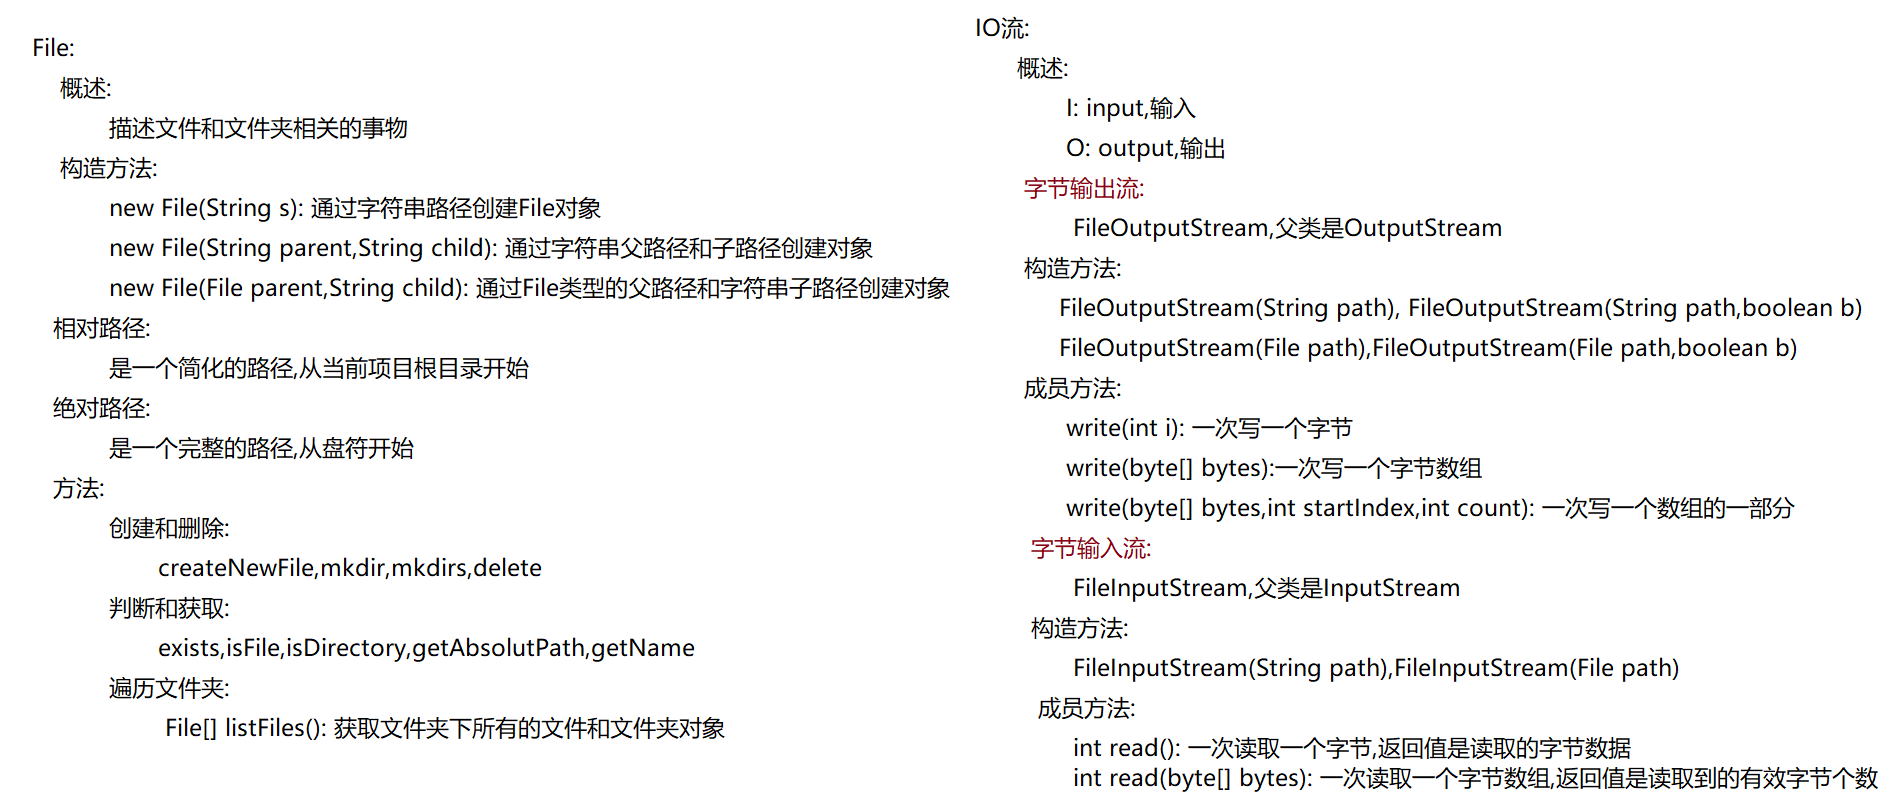 File:
概述:
描述文件和文件夹相关的事物
构造方法:
new File(String s): 通过字符串路径创建File对象
new File(String parent,String child): 通过字符串父路径和子路径创建对象
new File(File parent,String child): 通过File类型的父路径和字符串子路径创建对象
相对路径:
是一个简化的路径,从当前项目根目录开始
绝对路径:
是一个完整的路径,从盘符开始
方法:
创建和删除:
createNewFile,mkdir,mkdirs,delete
判断和获取:
exists,isFile,isDirectory,getAbsolutPath,getName
遍历文件夹:
File[] listFiles(): 获取文件夹下所有的文件和文件夹对象
IO流:
概述:
I: input,输入
O: output,输出
字节输出流:
FileOutputStream,父类是OutputStream
构造方法:
FileOutputStream(String path), FileOutputStream(String path,boolean b)
FileOutputStream(File path),FileOutputStream(File path,boolean b)
成员方法:
write(int i): 一次写一个字节
write(byte[] bytes):一次写一个字节数组
write(byte[] bytes,int startIndex,int count): 一次写一个数组的一部分
字节输入流:
FileInputStream,父类是InputStream
构造方法:
FileInputStream(String path),FileInputStream(File path)
成员方法:
int read(): 一次读取一个字节,返回值是读取的字节数据
int read(byte[] bytes): 一次读取一个字节数组,返回值是读取到的有效字节个数